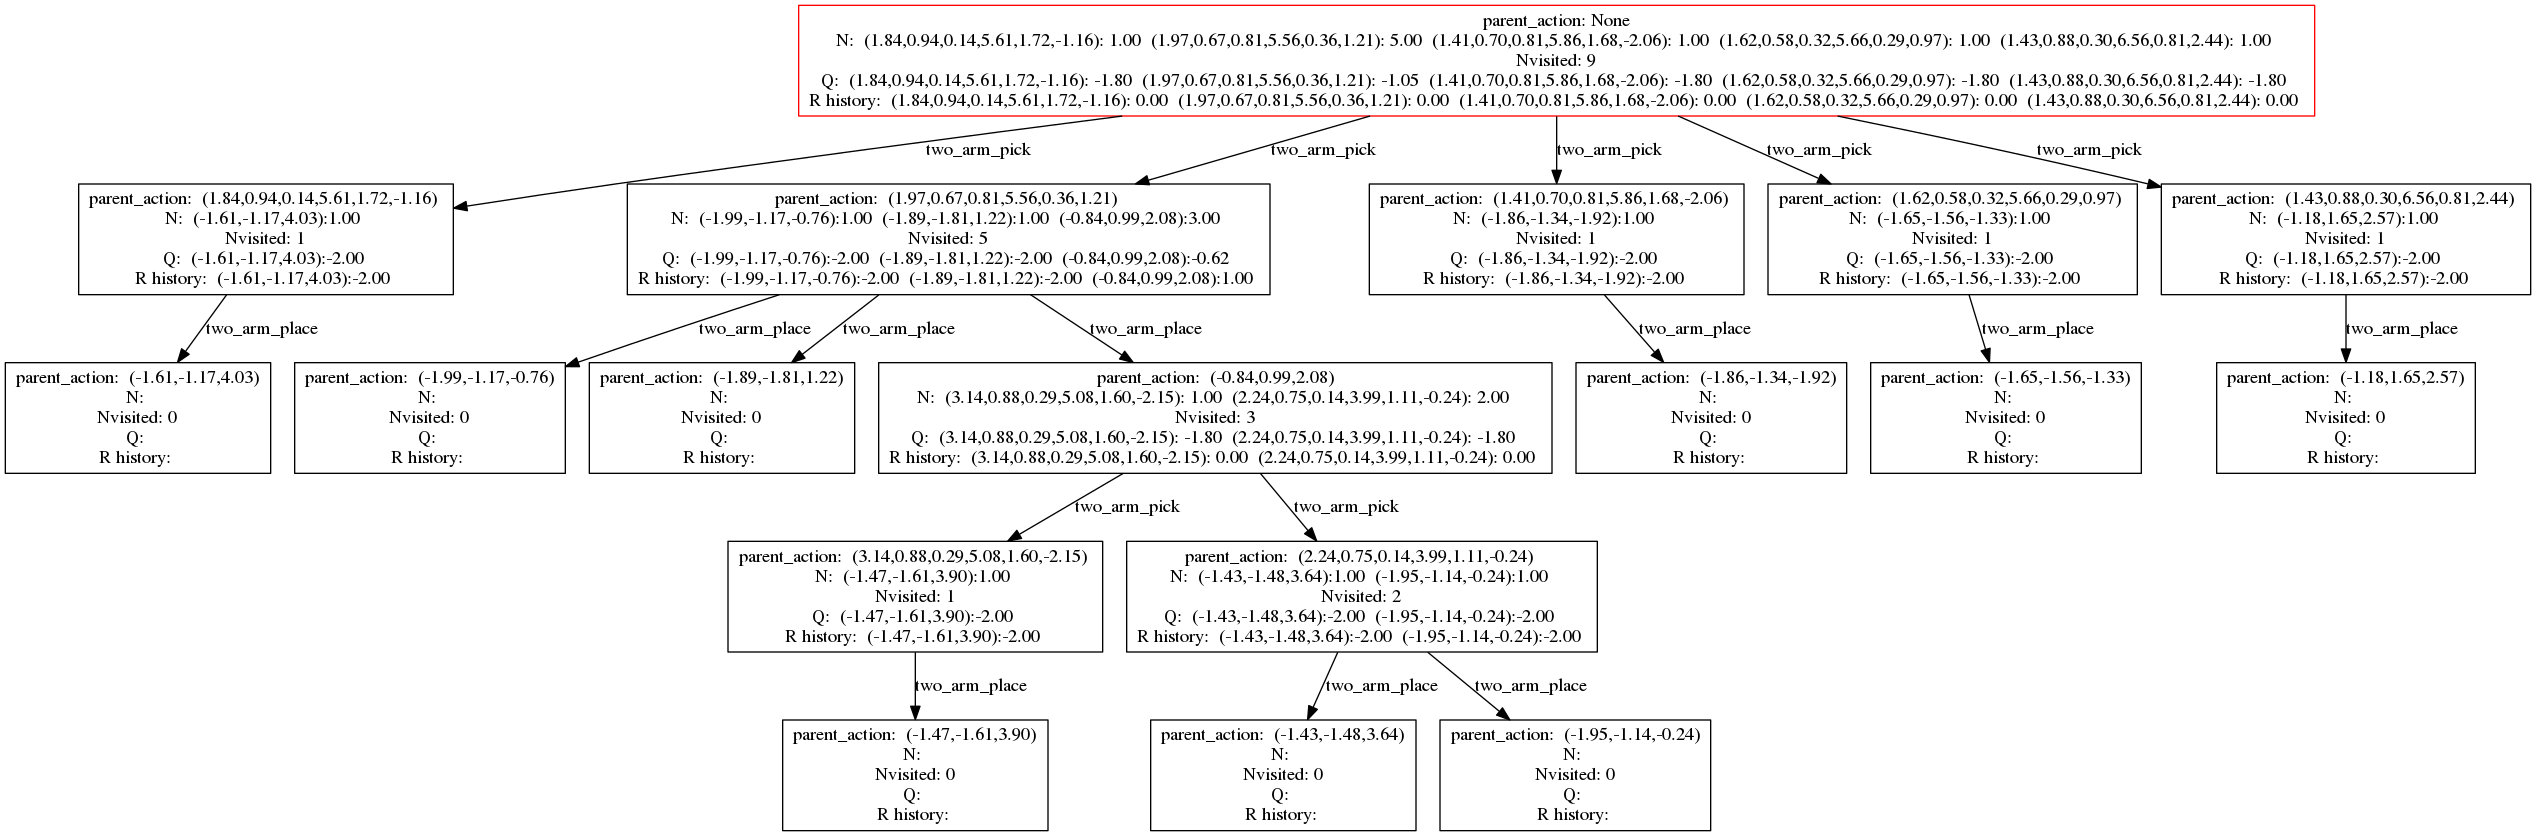 parent_action: None
N: (1.84,0.94,0.14,5.61,1.72,-1.16): 1.00 (1.97,0.67,0.81,5.56,0.36,1.21): 5.00 (1.41,0.70,0.81,5.86,1.68,-2.06): 1.00 (1.62,0.58,0.32,5.66,0.29,0.97): 1.00 (1.43,0.88,0.30,6.56,0.81,2.44): 1.00
Nvisited: 9
Q: (1.84,0.94,0.14,5.61,1.72,-1.16): -1.80 (1.97,0.67,0.81,5.56,0.36,1.21): -1.05 (1.41,0.70,0.81,5.86,1.68,-2.06): -1.80 (1.62,0.58,0.32,5.66,0.29,0.97): -1.80 (1.43,0.88,0.30,6.56,0.81,2.44): -1.80
R history: (1.84,0.94,0.14,5.61,1.72,-1.16): 0.00 (1.97,0.67,0.81,5.56,0.36,1.21): 0.00 (1.41,0.70,0.81,5.86,1.68,-2.06): 0.00 (1.62,0.58,0.32,5.66,0.29,0.97): 0.00 (1.43,0.88,0.30,6.56,0.81,2.44): 0.00
two_arm_pick
two_arm_pick
two_arm_pick
two_arm_pick
two_arm_pick
parent_action: (1.84,0.94,0.14,5.61,1.72,-1.16)
N: (-1.61,-1.17,4.03):1.00
Nvisited: 1
Q: (-1.61,-1.17,4.03):-2.00
R history: (-1.61,-1.17,4.03):-2.00
parent_action: (1.97,0.67,0.81,5.56,0.36,1.21)
N: (-1.99,-1.17,-0.76):1.00 (-1.89,-1.81,1.22):1.00 (-0.84,0.99,2.08):3.00
Nvisited: 5
Q: (-1.99,-1.17,-0.76):-2.00 (-1.89,-1.81,1.22):-2.00 (-0.84,0.99,2.08):-0.62
R history: (-1.99,-1.17,-0.76):-2.00 (-1.89,-1.81,1.22):-2.00 (-0.84,0.99,2.08):1.00
parent_action: (1.41,0.70,0.81,5.86,1.68,-2.06)
N: (-1.86,-1.34,-1.92):1.00
Nvisited: 1
Q: (-1.86,-1.34,-1.92):-2.00
R history: (-1.86,-1.34,-1.92):-2.00
parent_action: (1.62,0.58,0.32,5.66,0.29,0.97)
N: (-1.65,-1.56,-1.33):1.00
Nvisited: 1
Q: (-1.65,-1.56,-1.33):-2.00
R history: (-1.65,-1.56,-1.33):-2.00
parent_action: (1.43,0.88,0.30,6.56,0.81,2.44)
N: (-1.18,1.65,2.57):1.00
Nvisited: 1
Q: (-1.18,1.65,2.57):-2.00
R history: (-1.18,1.65,2.57):-2.00
two_arm_place
two_arm_place
two_arm_place
two_arm_place
two_arm_place
two_arm_place
two_arm_place
parent_action: (-1.61,-1.17,4.03)
N:
Nvisited: 0
Q:
R history:
parent_action: (-1.99,-1.17,-0.76)
N:
Nvisited: 0
Q:
R history:
parent_action: (-1.89,-1.81,1.22)
N:
Nvisited: 0
Q:
R history:
parent_action: (-0.84,0.99,2.08)
N: (3.14,0.88,0.29,5.08,1.60,-2.15): 1.00 (2.24,0.75,0.14,3.99,1.11,-0.24): 2.00
Nvisited: 3
Q: (3.14,0.88,0.29,5.08,1.60,-2.15): -1.80 (2.24,0.75,0.14,3.99,1.11,-0.24): -1.80
R history: (3.14,0.88,0.29,5.08,1.60,-2.15): 0.00 (2.24,0.75,0.14,3.99,1.11,-0.24): 0.00
parent_action: (-1.86,-1.34,-1.92)
N:
Nvisited: 0
Q:
R history:
parent_action: (-1.65,-1.56,-1.33)
N:
Nvisited: 0
Q:
R history:
parent_action: (-1.18,1.65,2.57)
N:
Nvisited: 0
Q:
R history:
two_arm_pick
two_arm_pick
parent_action: (3.14,0.88,0.29,5.08,1.60,-2.15)
N: (-1.47,-1.61,3.90):1.00
Nvisited: 1
Q: (-1.47,-1.61,3.90):-2.00
R history: (-1.47,-1.61,3.90):-2.00
parent_action: (2.24,0.75,0.14,3.99,1.11,-0.24)
N: (-1.43,-1.48,3.64):1.00 (-1.95,-1.14,-0.24):1.00
Nvisited: 2
Q: (-1.43,-1.48,3.64):-2.00 (-1.95,-1.14,-0.24):-2.00
R history: (-1.43,-1.48,3.64):-2.00 (-1.95,-1.14,-0.24):-2.00
two_arm_place
two_arm_place
two_arm_place
parent_action: (-1.47,-1.61,3.90)
N:
Nvisited: 0
Q:
R history:
parent_action: (-1.43,-1.48,3.64)
N:
Nvisited: 0
Q:
R history:
parent_action: (-1.95,-1.14,-0.24)
N:
Nvisited: 0
Q:
R history: